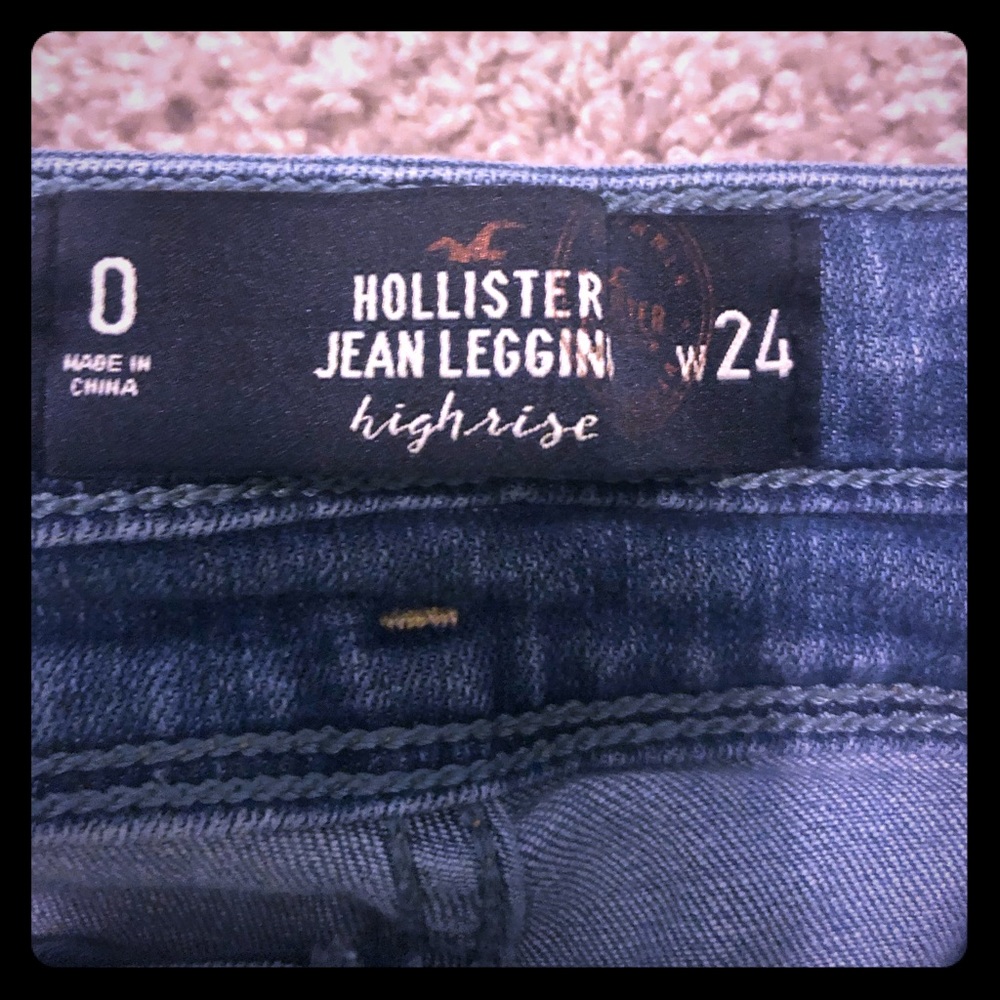 0
MADE IN
CHINA
HOLLISTER
JEAN LEGGIN
highrise
W24